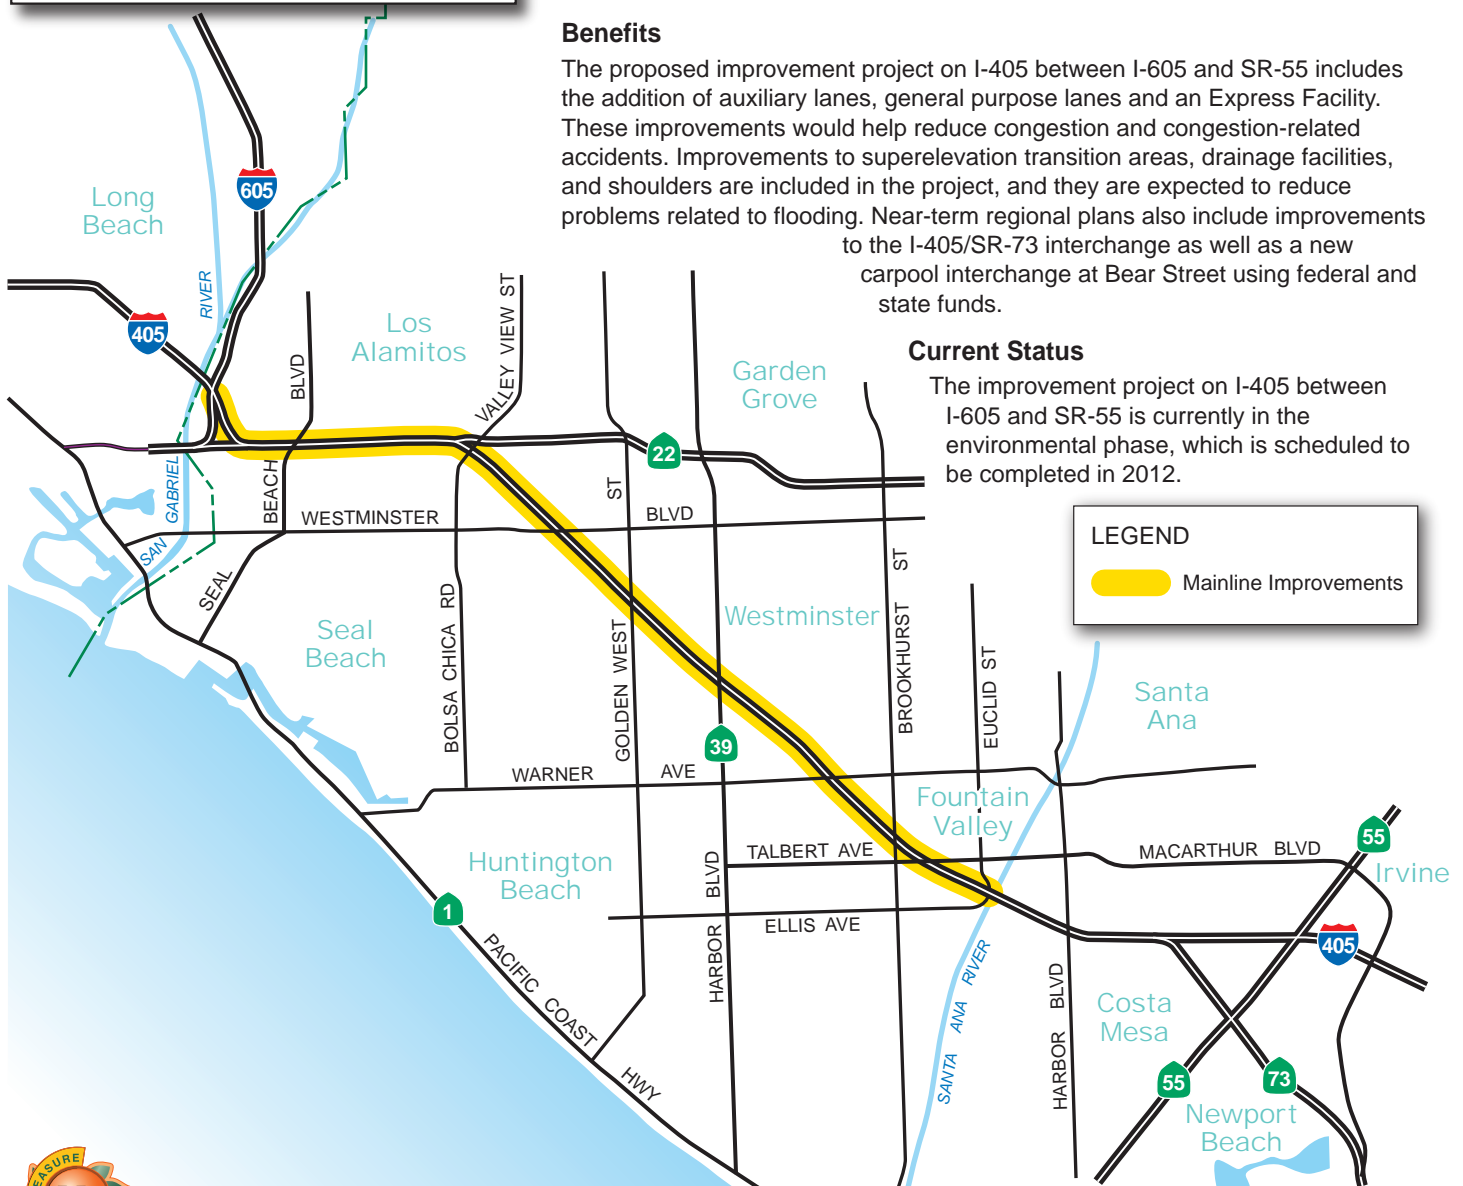 Benefits
The proposed improvement project on I-405 between I-605 and SR-55 includes
the addition of auxiliary lanes, general purpose lanes and an Express Facility.
These improvements would help reduce congestion and congestion-related
accidents. Improvements to superelevation transition areas, drainage facilities,
and shoulders are included in the project, and they are expected to reduce
problems related to flooding. Near-term regional plans also include improvements
to the I-405/SR-73 interchange as well as a new
carpool interchange at Bear Street using federal and
state funds.
Current Status
The improvement project on I-405 between
I-605 and SR-55 is currently in the
environmental phase, which is scheduled to
be completed in 2012.
LEGEND
Mainline Improvements
Long
Beach
605
405
RIVER
GABRIEL
SAN
Los
Alamitos
BLVD
BEACH
SEAL
VALLEY VIEW ST
Garden
Grove
22
ST
GOLDEN WEST
WESTMINSTER
BLVD
Seal
Beach
BOLSA CHICA RD
Westminster
ST
BROOKHURST
EUCLID ST
Santa
Ana
39
WARNER
AVE
Fountain
Valley
Huntington
Beach
TALBERT AVE
MACARTHUR BLVD
55
Irvine
1
BLVD
HARBOR
ELLIS AVE
PACIFIC COAST
HWY
SANTA ANA RIVER
HARBOR BLVD
405
Costa
Mesa
55
73
Newport
Beach
EASURE